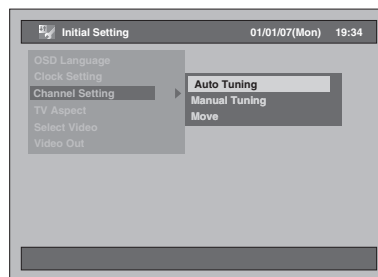 Initial Setting 01/01/07(Mon) 19:34
OSD Language
Clock Setting
Channel Setting
TV Aspect
Select Video
Video Out
Auto Tuning
Manual Tuning
Move